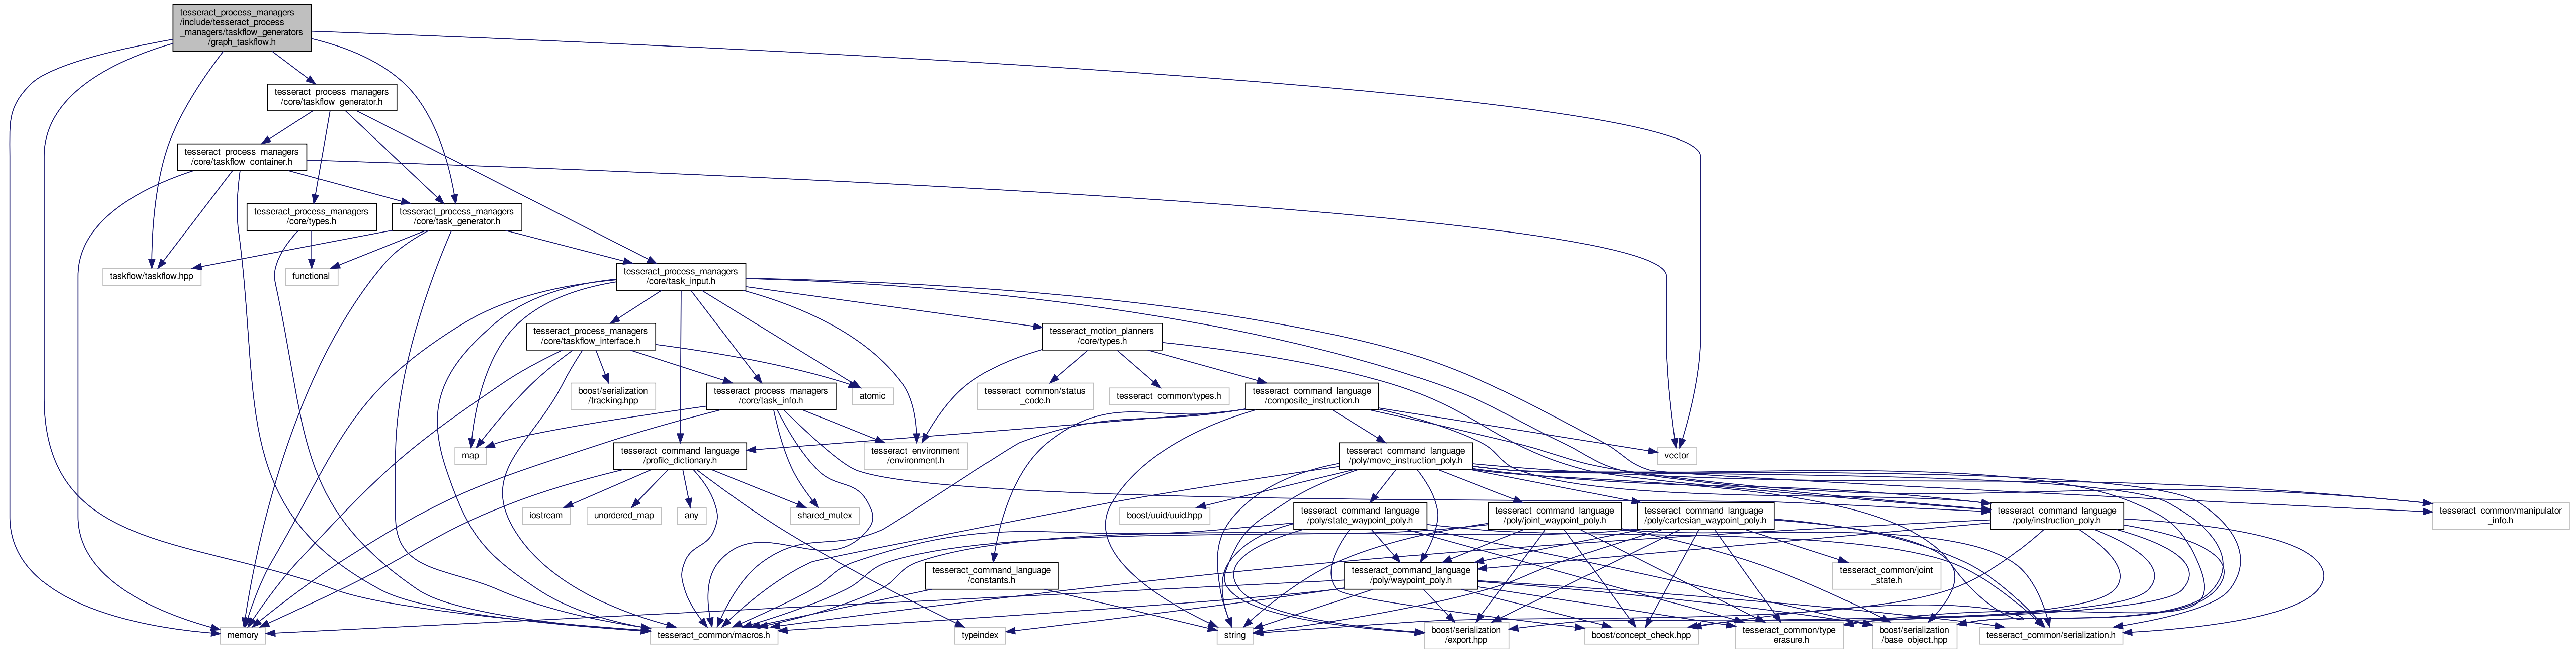 tesseract_process_managers
/include/tesseract_process
_managers/taskflow_generators
/graph_taskflow.h
tesseract_process_managers
/core/taskflow_generator.h
tesseract_process_managers
/core/taskflow_container.h
tesseract_process_managers
/core/types.h
tesseract_process_managers
/core/task_generator.h
taskflow/taskflow.hpp
functional
tesseract_process_managers
/core/task_input.h
tesseract_process_managers
/core/taskflow_interface.h
tesseract_motion_planners
/core/types.h
boost/serialization
/tracking.hpp
tesseract_process_managers
/core/task_info.h
atomic
tesseract_common/status
_code.h
tesseract_common/types.h
tesseract_command_language
/composite_instruction.h
map
tesseract_command_language
/profile_dictionary.h
tesseract_environment
/environment.h
tesseract_command_language
/poly/move_instruction_poly.h
vector
iostream
unordered_map
any
shared_mutex
boost/uuid/uuid.hpp
tesseract_command_language
/poly/state_waypoint_poly.h
tesseract_command_language
/poly/joint_waypoint_poly.h
tesseract_command_language
/poly/cartesian_waypoint_poly.h
tesseract_command_language
/poly/instruction_poly.h
tesseract_common/manipulator
_info.h
tesseract_command_language
/constants.h
tesseract_command_language
/poly/waypoint_poly.h
tesseract_common/joint
_state.h
memory
tesseract_common/macros.h
typeindex
string
boost/serialization
/export.hpp
boost/concept_check.hpp
tesseract_common/type
_erasure.h
boost/serialization
/base_object.hpp
tesseract_common/serialization.h